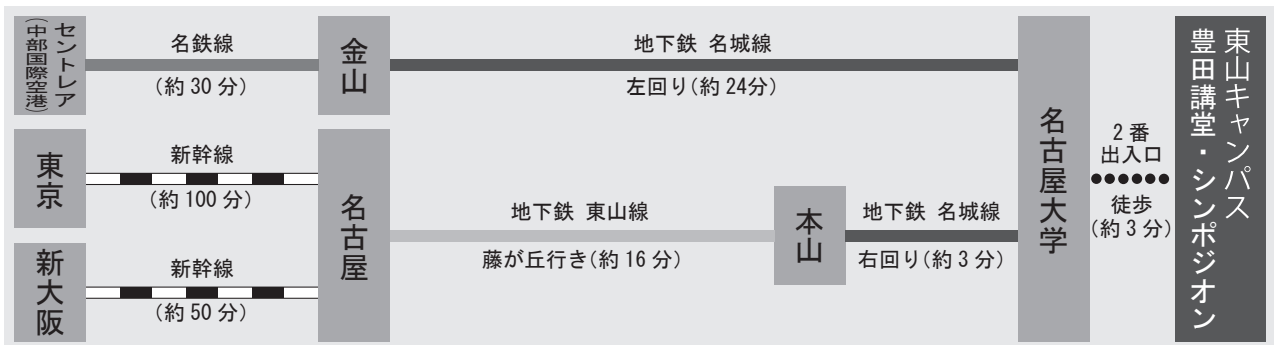 セントレア
(中部国際空港)
名鉄線
(約 30 分)
金山
地下鉄 名城線
左回り(約 24分)
東京
新幹線
(約 100 分)
新大阪
新幹線
(約 50 分)
名古屋
地下鉄 東山線
藤が丘行き(約 16 分)
本山
地下鉄 名城線
右回り(約 3 分)
名古屋大学
2 番
出入口
徒歩
(約 3 分)
東山キャンパス
豊田講堂・シンポジオン